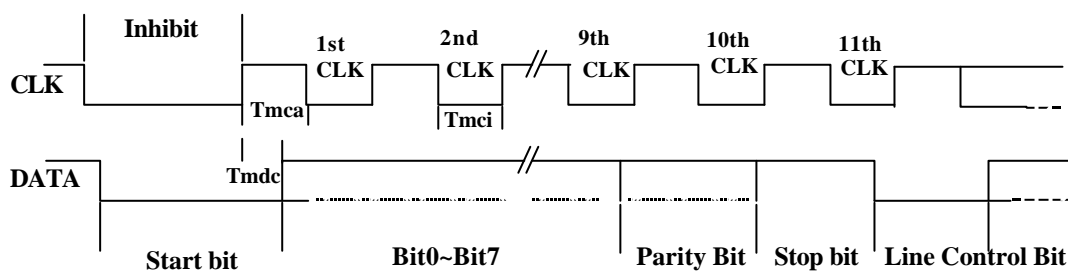 Inhibit
1st
CLK
2nd
CLK
9th
CLK
10th
CLK
11th
CLK
CLK
Tmca
Tmci
DATA
Tmdc
Start bit
Bit0~Bit7
Parity Bit
Stop bit
Line Control Bit